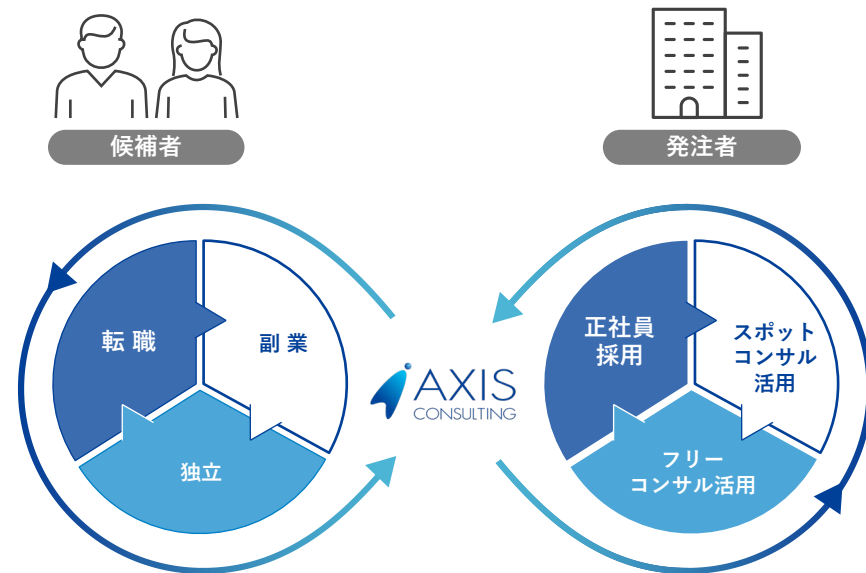 候補者
発注者
転職
副業
独立
AXIS
CONSULTING
正社員
採用
スポット
コンサル
活用
フリー
コンサル活用